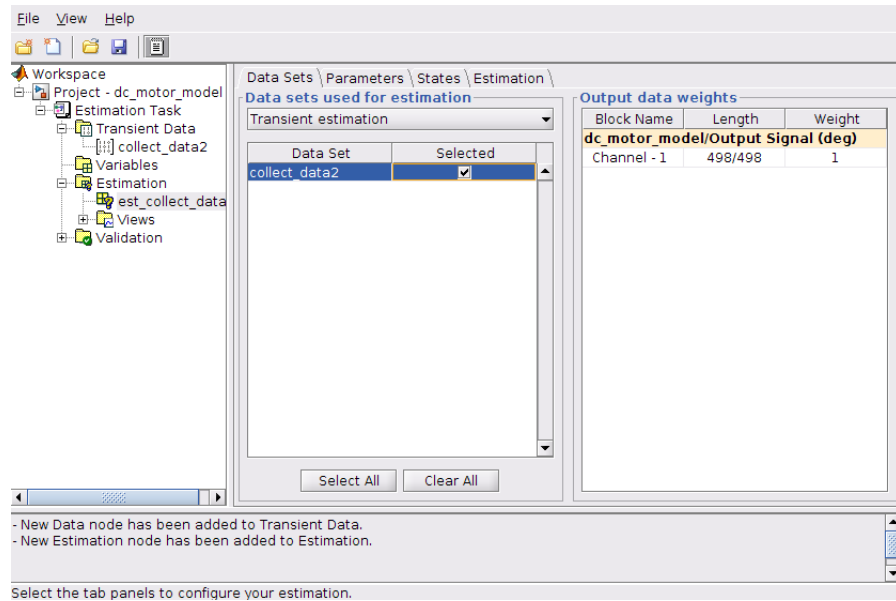 File View Help
Workspace
Project - dc_motor_model
Estimation Task
Transient Data
collect_data2
Variables
Estimation
est_collect_data
Views
Validation
Data Sets Parameters States Estimation
Data sets used for estimation
Transient estimation
Data Set Selected
collect_data2
Select All Clear All
Output data weights
Block Name Length Weight
dc_motor_model/Output Signal (deg)
Channel - 1 498/498 1
- New Data node has been added to Transient Data.
- New Estimation node has been added to Estimation.
Select the tab panels to configure your estimation.